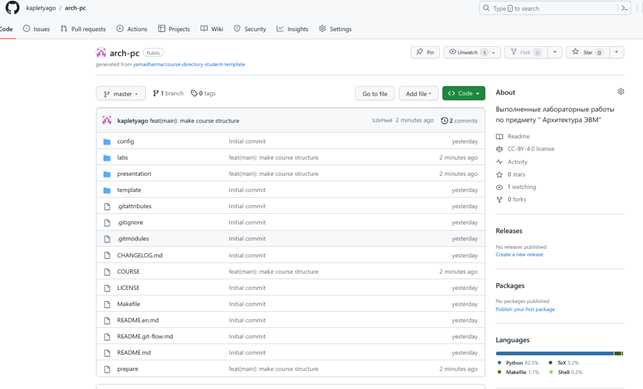 kapletyago / arch-pc
Type / to search
Code Issues Pull requests Actions Projects Wiki Security Insights Settings
arch-pc Public
Pin Unwatch 1 Fork 0 Star 0
generated from yamadharma/course-directory-student-template
master 1 branch 0 tags Go to file Add file Code
kapletyago feat(main): make course structure 2 minutes ago 2 commits
config Initial commit yesterday
labs feat(main): make course structure 2 minutes ago
presentation feat(main): make course structure 2 minutes ago
template Initial commit yesterday
.gitattributes Initial commit yesterday
.gitignore Initial commit yesterday
.gitmodules Initial commit yesterday
CHANGELOG.md Initial commit yesterday
COURSE feat(main): make course structure 2 minutes ago
LICENSE Initial commit yesterday
Makefile Initial commit yesterday
README.en.md Initial commit yesterday
README.git-flow.md Initial commit yesterday
README.md Initial commit yesterday
prepare feat(main): make course structure 2 minutes ago
About
Выполненные лабораторные работы
по предмету " Архитектура ЭВМ"
Readme
CC-BY-4.0 license
Activity
0 stars
1 watching
0 forks
Releases
No releases published
Create a new release
Packages
No packages published
Publish your first package
Languages
Python 93.5% TeX 5.2%
Makefile 1.1% Shell 0.2%